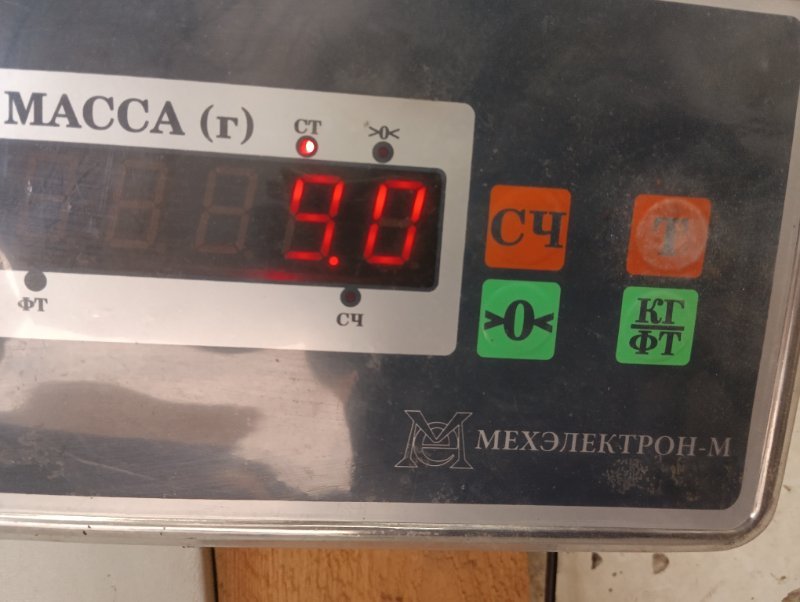 МАССА (г)
СТ >0<
9.0
ФТ СЧ
СЧ Т
>0< КГ
ФТ
МЕХЭЛЕКТРОН-М